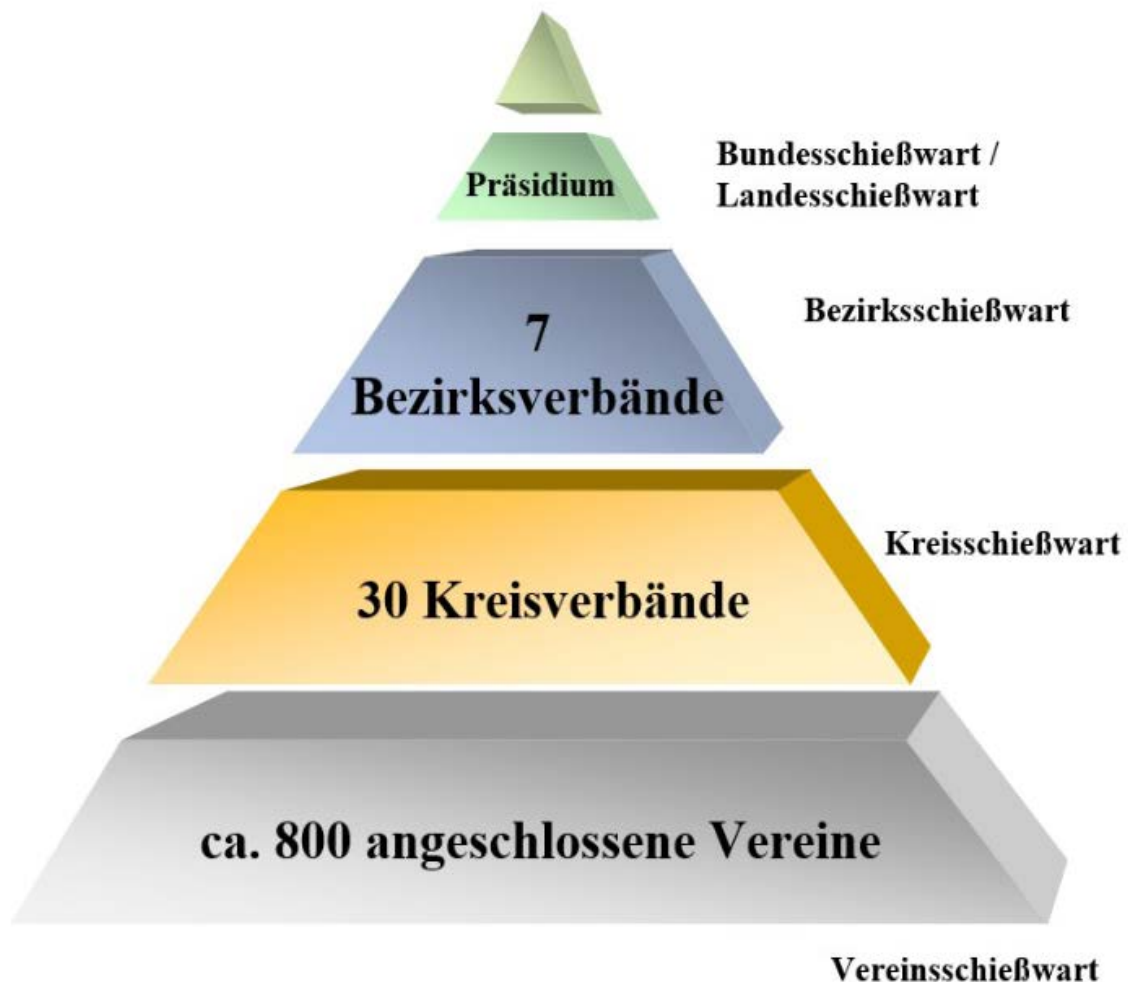 Präsidium
Bundesschießwart /
Landesschießwart
7
Bezirksverbände
Bezirksschießwart
30 Kreisverbände
Kreisschießwart
ca. 800 angeschlossene Vereine
Vereinsschießwart